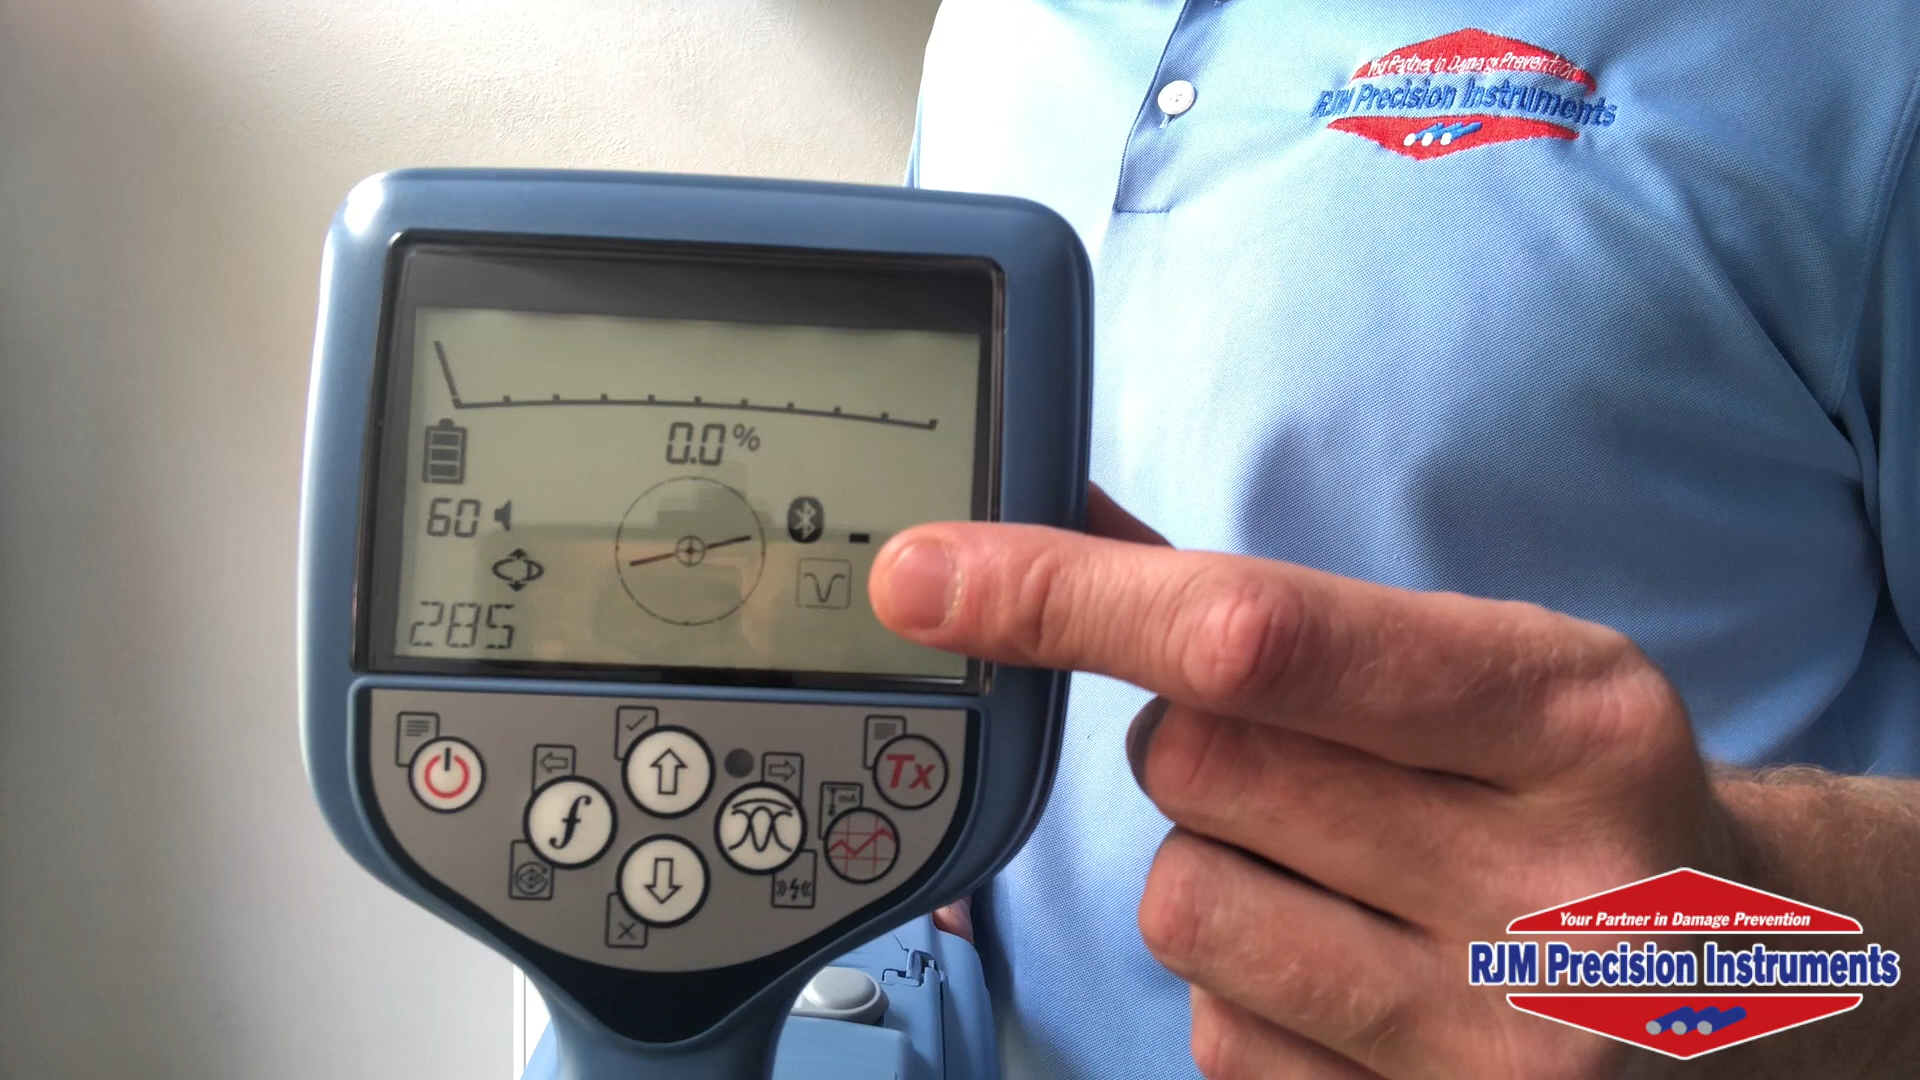 Your Partner in Damage Prevention
RJM Precision Instruments
0.0%
60
285
f
Tx
mA
Your Partner in Damage Prevention
RJM Precision Instruments